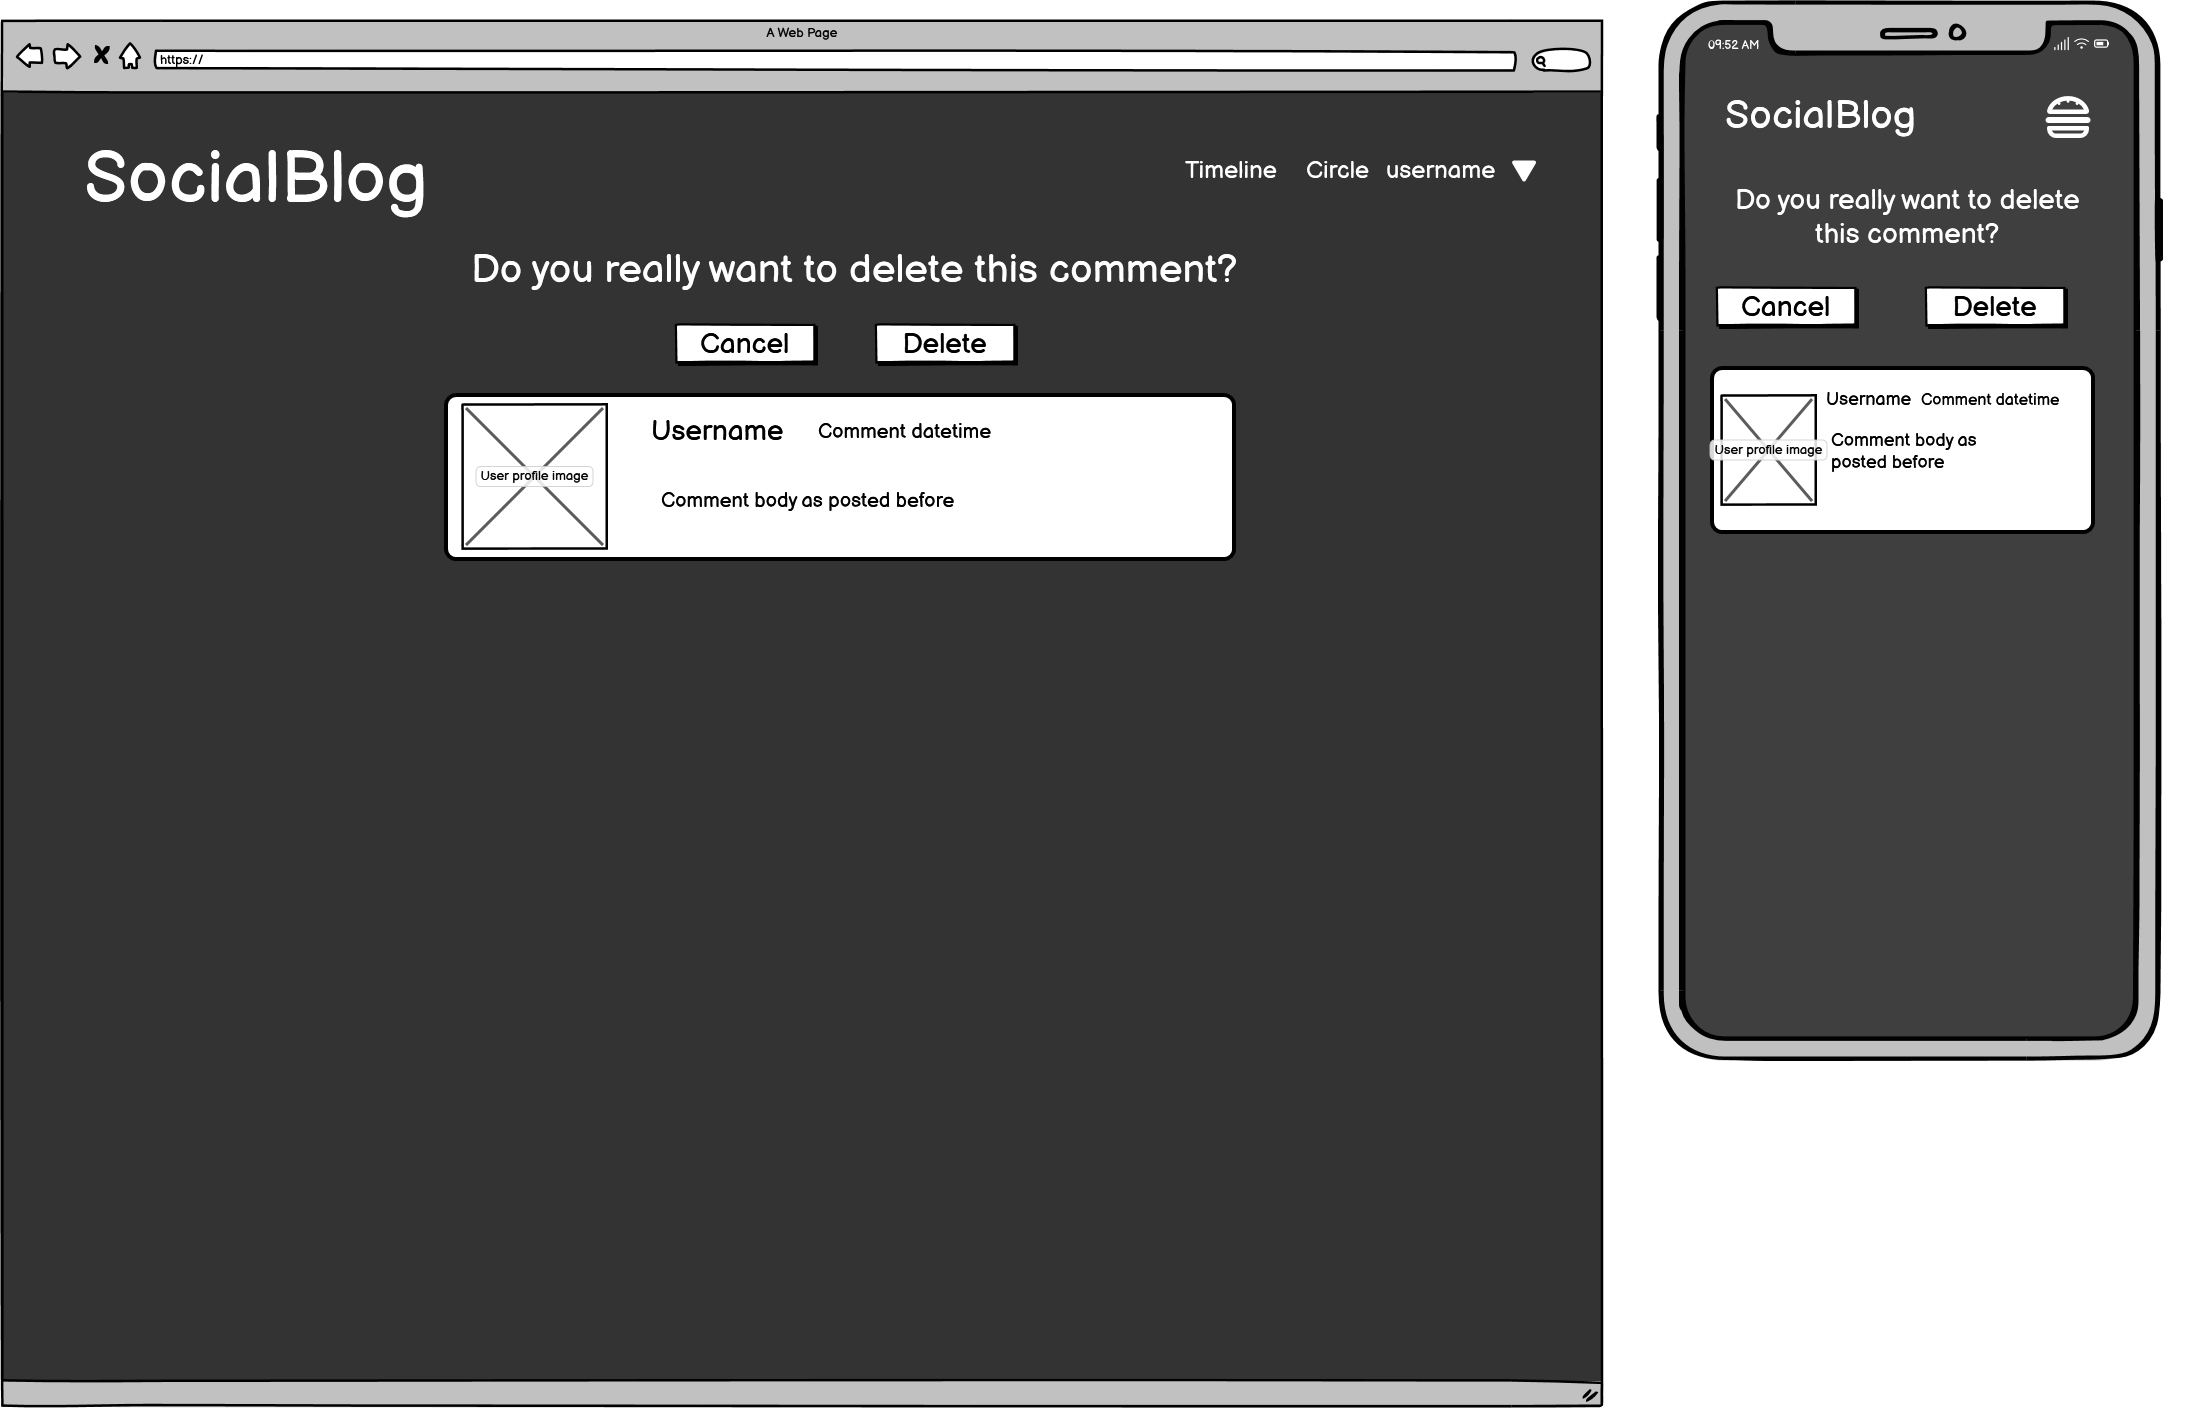 A Web Page
https://
SocialBlog
Timeline Circle username
Do you really want to delete this comment?
Cancel Delete
Username Comment datetime
User profile image
Comment body as posted before
09:52 AM
SocialBlog
Do you really want to delete
this comment?
Cancel Delete
Username Comment datetime
Comment body as
User profile image
posted before